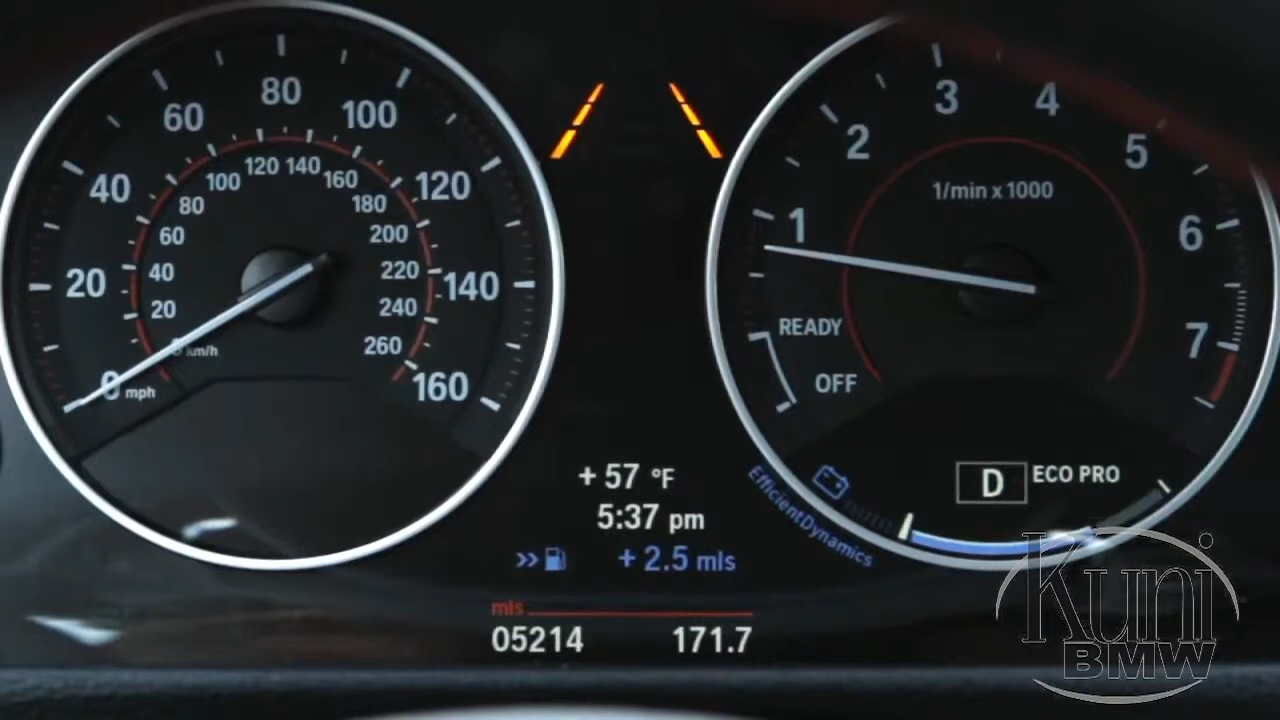 0 mph
20
40
60
80
100
120
140
160
0 km/h
20
40
60
80
100
120
140
160
180
200
220
240
260
1
2
3
4
5
6
7
1/min x 1000
READY
OFF
+ 57 °F
5:37 pm
+ 2.5 mls
mls
05214 171.7
EfficientDynamics
D ECO PRO
Kuni
BMW